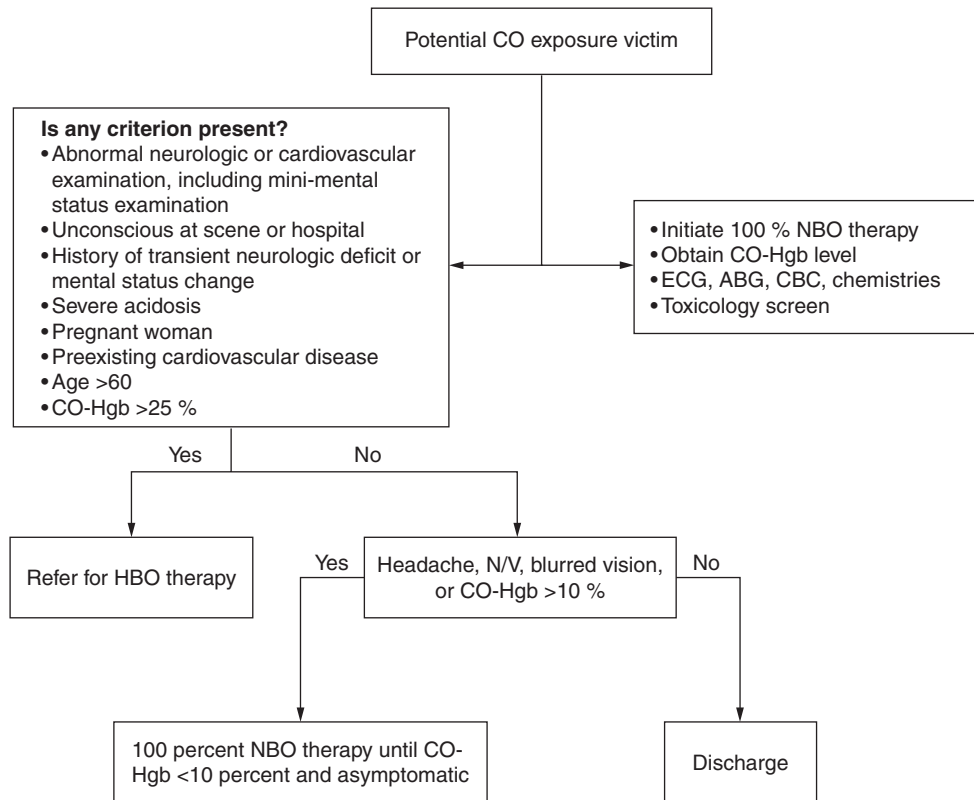 Potential CO exposure victim
Is any criterion present?
•Abnormal neurologic or cardiovascular
examination, including mini-mental
status examination
•Unconscious at scene or hospital
•History of transient neurologic deficit or
mental status change
•Severe acidosis
•Pregnant woman
•Preexisting cardiovascular disease
•Age >60
•CO-Hgb >25 %
•Initiate 100 % NBO therapy
•Obtain CO-Hgb level
•ECG, ABG, CBC, chemistries
•Toxicology screen
Yes
No
Refer for HBO therapy
Yes
Headache, N/V, blurred vision,
or CO-Hgb >10 %
No
100 percent NBO therapy until CO-
Hgb <10 percent and asymptomatic
Discharge